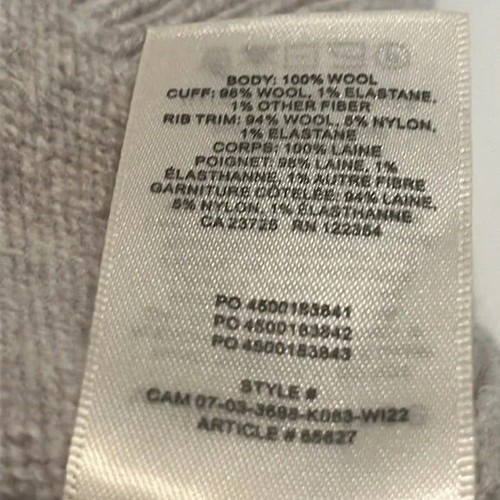 BODY: 100% WOOL
CUFF: 98% WOOL, 1% ELASTANE,
1% OTHER FIBER
RIB TRIM: 94% WOOL, 5% NYLON,
1% ELASTANE
CORPS: 100% LAINE
POIGNET: 98% LAINE, 1%
ÉLASTHANNE, 1% AUTRE FIBRE
GARNITURE CÔTELÉE: 94% LAINE,
5% NYLON, 1% ÉLASTHANNE
CA 23725 RN 122364
PO 4500183841
PO 4500183842
PO 4500183843
STYLE #
CAM 07-03-3698-K083-WI22
ARTICLE # 85627